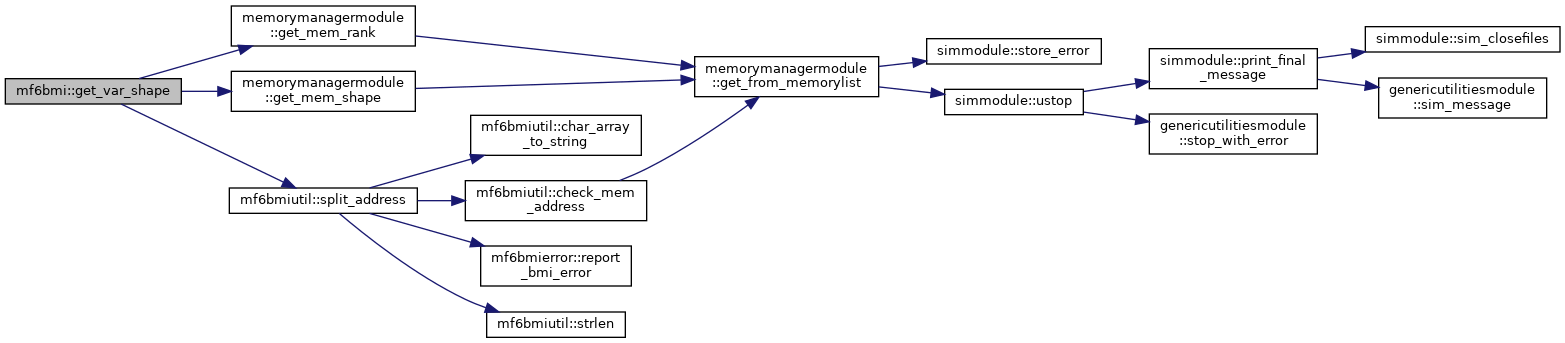 mf6bmi::get_var_shape
memorymanagermodule
::get_mem_rank
memorymanagermodule
::get_mem_shape
mf6bmiutil::split_address
mf6bmiutil::char_array
_to_string
mf6bmiutil::check_mem
_address
mf6bmierror::report
_bmi_error
mf6bmiutil::strlen
memorymanagermodule
::get_from_memorylist
simmodule::store_error
simmodule::ustop
simmodule::print_final
_message
genericutilitiesmodule
::stop_with_error
simmodule::sim_closefiles
genericutilitiesmodule
::sim_message